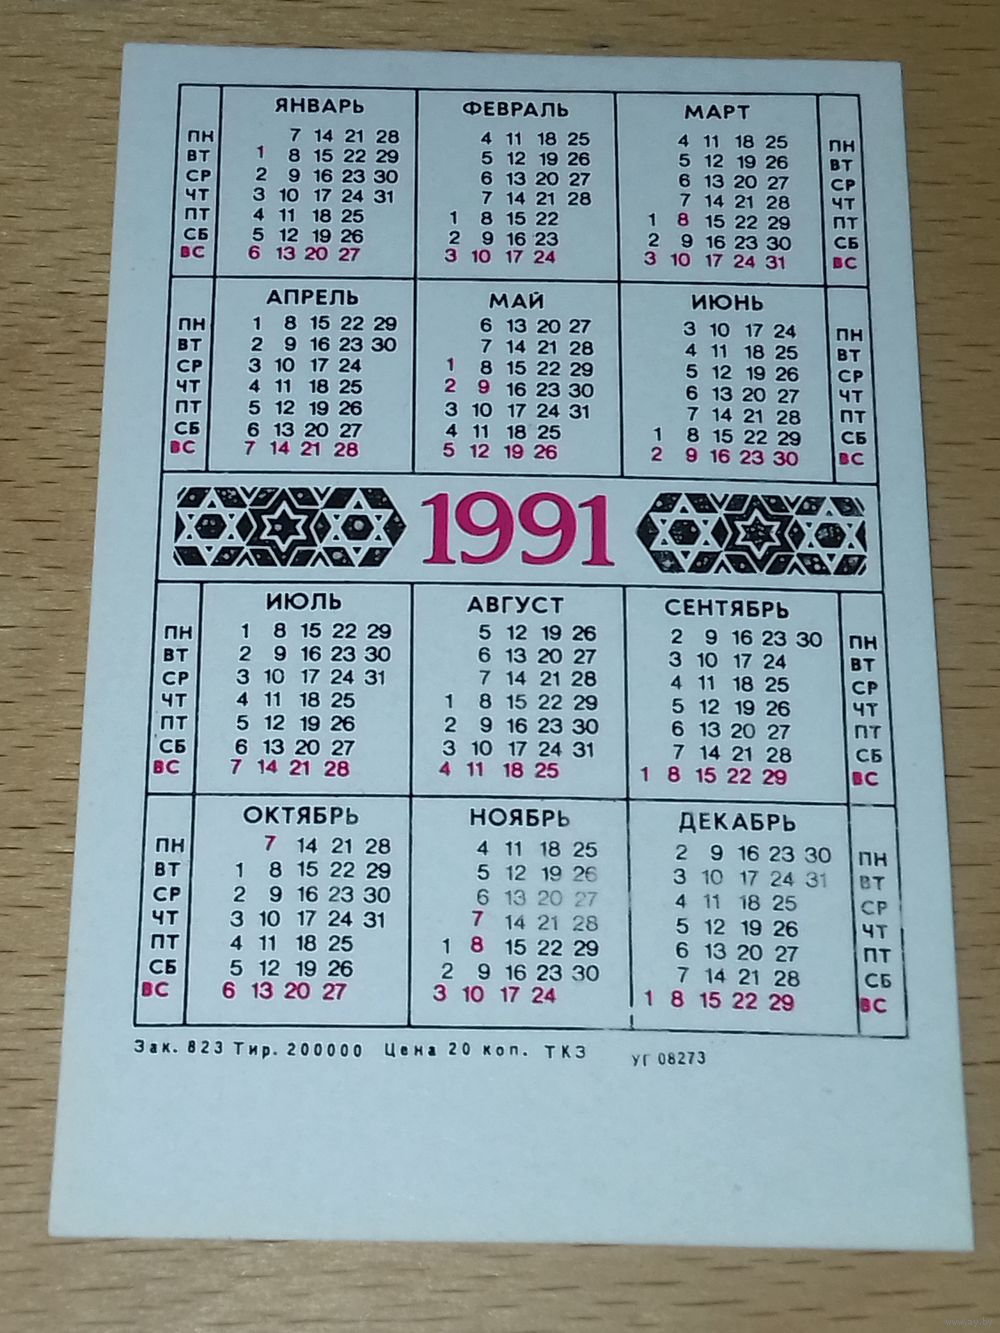 ЯНВАРЬ ФЕВРАЛЬ МАРТ
ПН 7 14 21 28 4 11 18 25 4 11 18 25 ПН
ВТ 1 8 15 22 29 5 12 19 26 5 12 19 26 ВТ
СР 2 9 16 23 30 6 13 20 27 6 13 20 27 СР
ЧТ 3 10 17 24 31 7 14 21 28 7 14 21 28 ЧТ
ПТ 4 11 18 25 1 8 15 22 1 8 15 22 29 ПТ
СБ 5 12 19 26 2 9 16 23 2 9 16 23 30 СБ
ВС 6 13 20 27 3 10 17 24 3 10 17 24 31 ВС
АПРЕЛЬ МАЙ ИЮНЬ
ПН 1 8 15 22 29 6 13 20 27 3 10 17 24 ПН
ВТ 2 9 16 23 30 7 14 21 28 4 11 18 25 ВТ
СР 3 10 17 24 1 8 15 22 29 5 12 19 26 СР
ЧТ 4 11 18 25 2 9 16 23 30 6 13 20 27 ЧТ
ПТ 5 12 19 26 3 10 17 24 31 7 14 21 28 ПТ
СБ 6 13 20 27 4 11 18 25 1 8 15 22 29 СБ
ВС 7 14 21 28 5 12 19 26 2 9 16 23 30 ВС
1991
ИЮЛЬ АВГУСТ СЕНТЯБРЬ
ПН 1 8 15 22 29 5 12 19 26 2 9 16 23 30 ПН
ВТ 2 9 16 23 30 6 13 20 27 3 10 17 24 ВТ
СР 3 10 17 24 31 7 14 21 28 4 11 18 25 СР
ЧТ 4 11 18 25 1 8 15 22 29 5 12 19 26 ЧТ
ПТ 5 12 19 26 2 9 16 23 30 6 13 20 27 ПТ
СБ 6 13 20 27 3 10 17 24 31 7 14 21 28 СБ
ВС 7 14 21 28 4 11 18 25 1 8 15 22 29 ВС
ОКТЯБРЬ НОЯБРЬ ДЕКАБРЬ
ПН 7 14 21 28 4 11 18 25 2 9 16 23 30 ПН
ВТ 1 8 15 22 29 5 12 19 26 3 10 17 24 31 ВТ
СР 2 9 16 23 30 6 13 20 27 4 11 18 25 СР
ЧТ 3 10 17 24 31 7 14 21 28 5 12 19 26 ЧТ
ПТ 4 11 18 25 1 8 15 22 29 6 13 20 27 ПТ
СБ 5 12 19 26 2 9 16 23 30 7 14 21 28 СБ
ВС 6 13 20 27 3 10 17 24 1 8 15 22 29 ВС
Зак. 823 Тир. 200000 Цена 20 коп. ТКЗ УГ 08273
www.ay.by